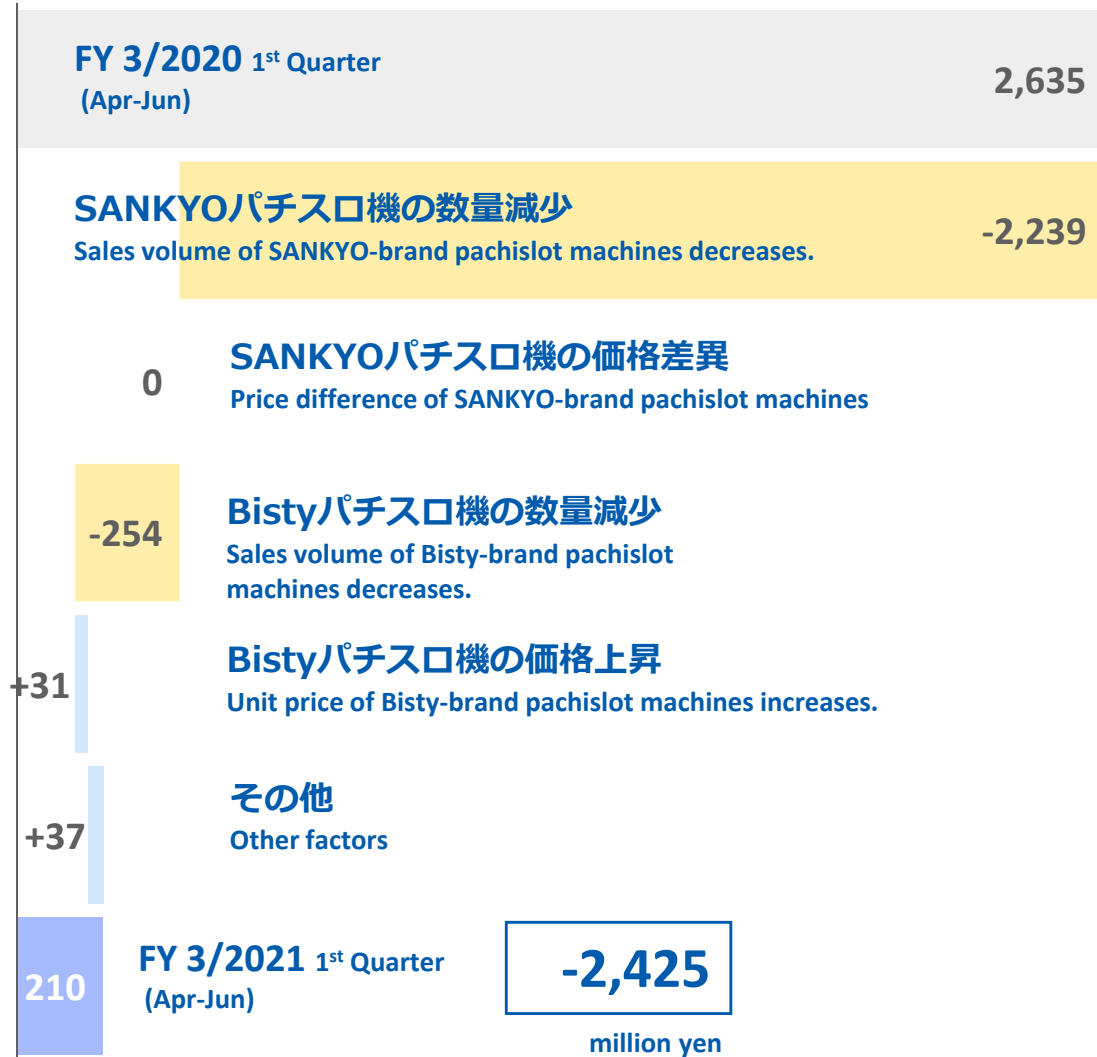 FY 3/2020 1st Quarter
(Apr-Jun)
2,635
SANKYOパチスロ機の数量減少
Sales volume of SANKYO-brand pachislot machines decreases.
-2,239
0
SANKYOパチスロ機の価格差異
Price difference of SANKYO-brand pachislot machines
-254
Bistyパチスロ機の数量減少
Sales volume of Bisty-brand pachislot
machines decreases.
+31
Bistyパチスロ機の価格上昇
Unit price of Bisty-brand pachislot machines increases.
+37
その他
Other factors
210
FY 3/2021 1st Quarter
(Apr-Jun)
-2,425
million yen